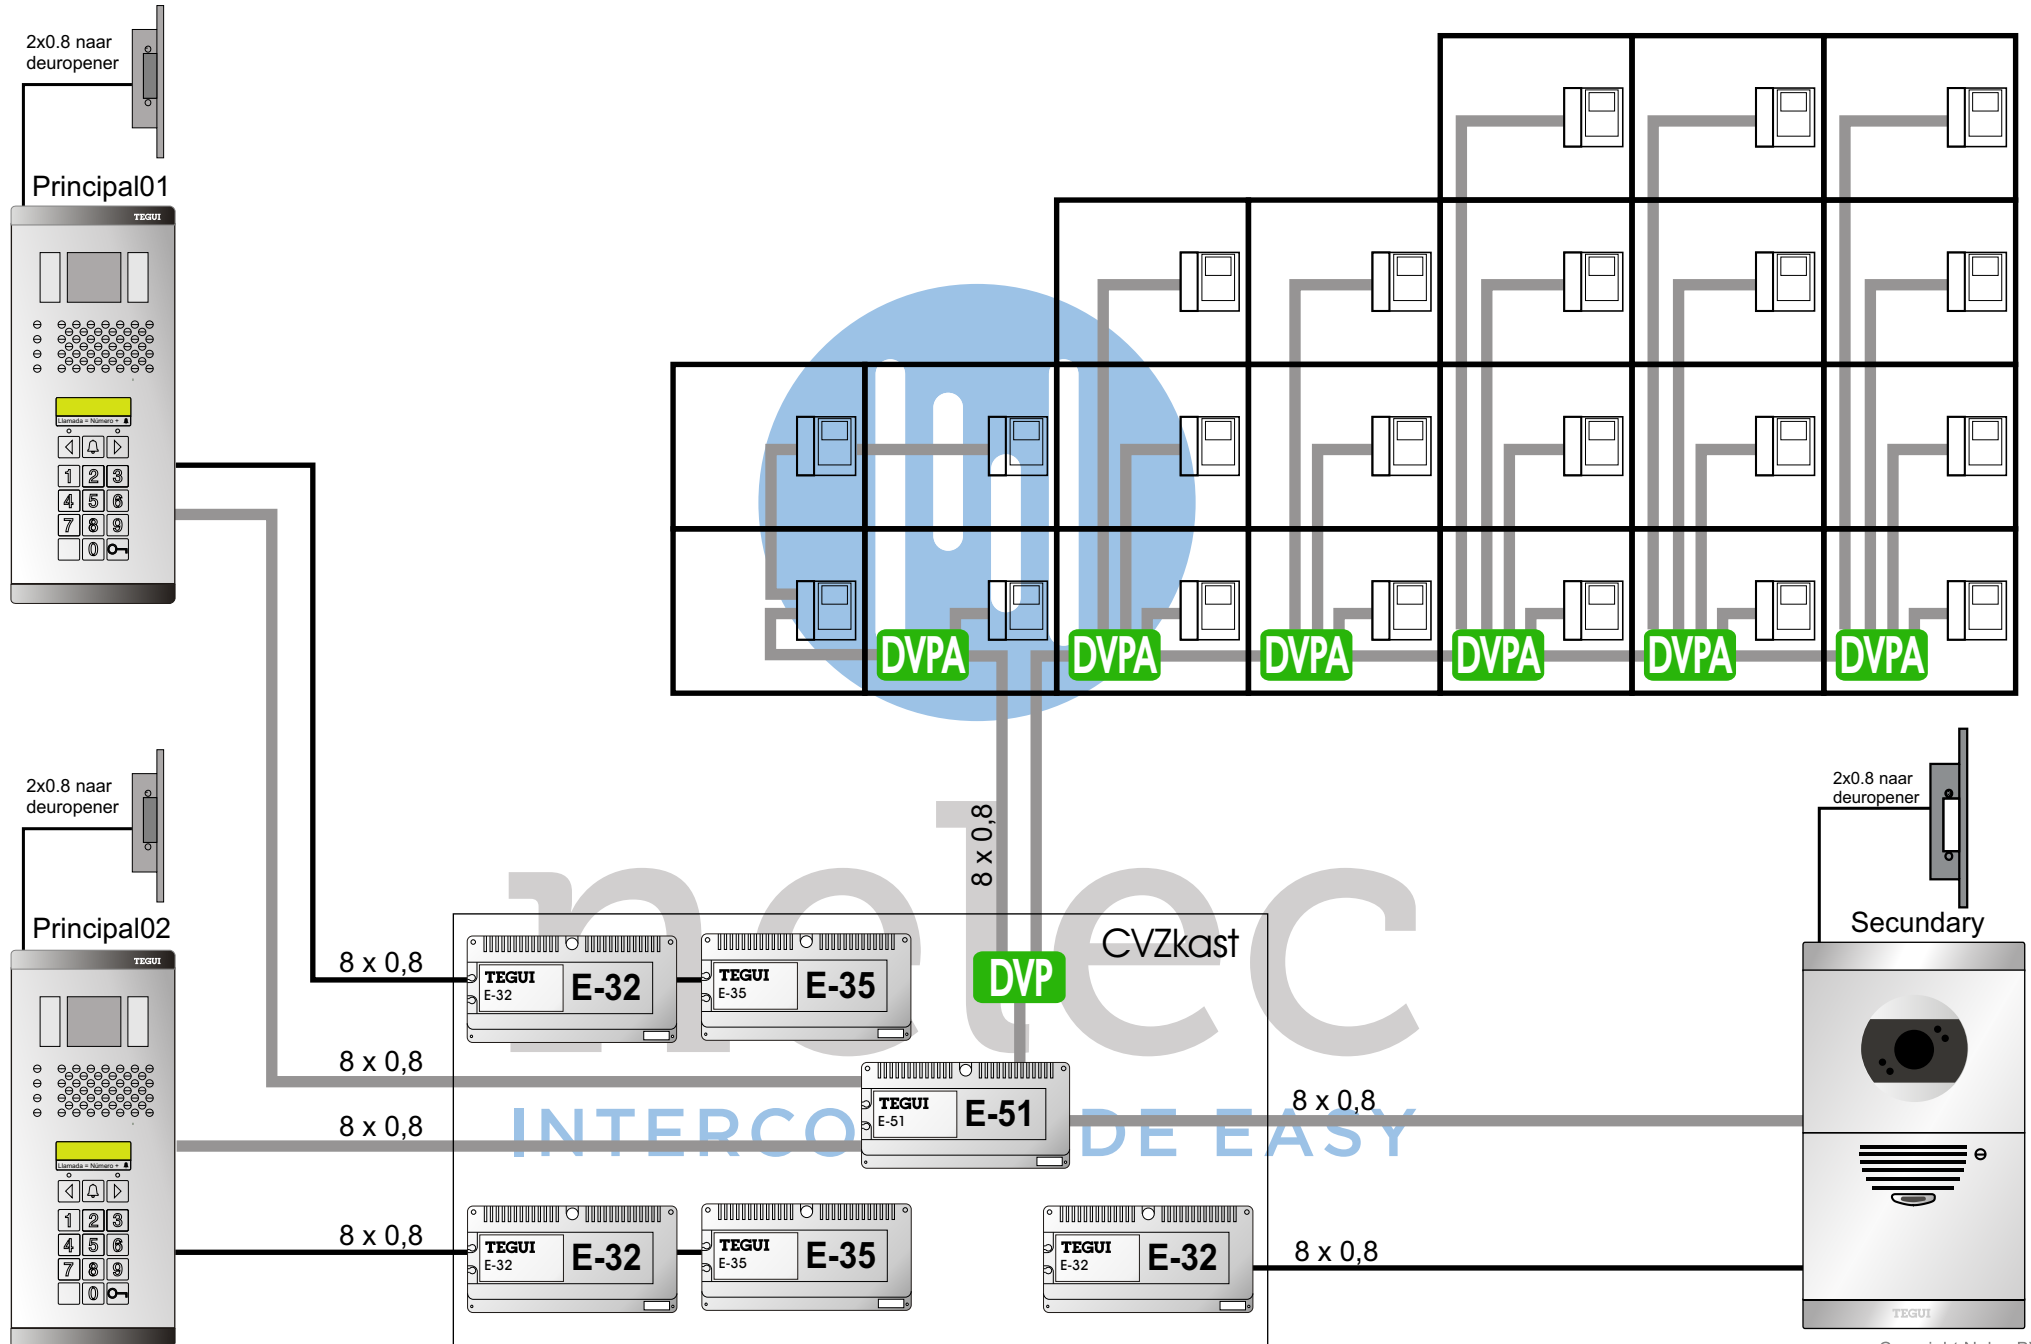 2x0.8 naar
deuropener
Principal01
TEGUI
Llamada = Número +
1 2 3
4 5 6
7 8 9
0
DVPA
DVPA
DVPA
DVPA
DVPA
DVPA
2x0.8 naar
deuropener
Principal02
TEGUI
Llamada = Número +
1 2 3
4 5 6
7 8 9
0
8 x 0,8
8 x 0,8
8 x 0,8
8 x 0,8
8 x 0,8
nelec
CVZkast
DVP
TEGUI
E-32
E-32
TEGUI
E-35
E-35
TEGUI
E-51
E-51
INTERCO DE EASY
TEGUI
E-32
E-32
TEGUI
E-35
E-35
TEGUI
E-32
E-32
8 x 0,8
8 x 0,8
2x0.8 naar
deuropener
Secundary
TEGUI